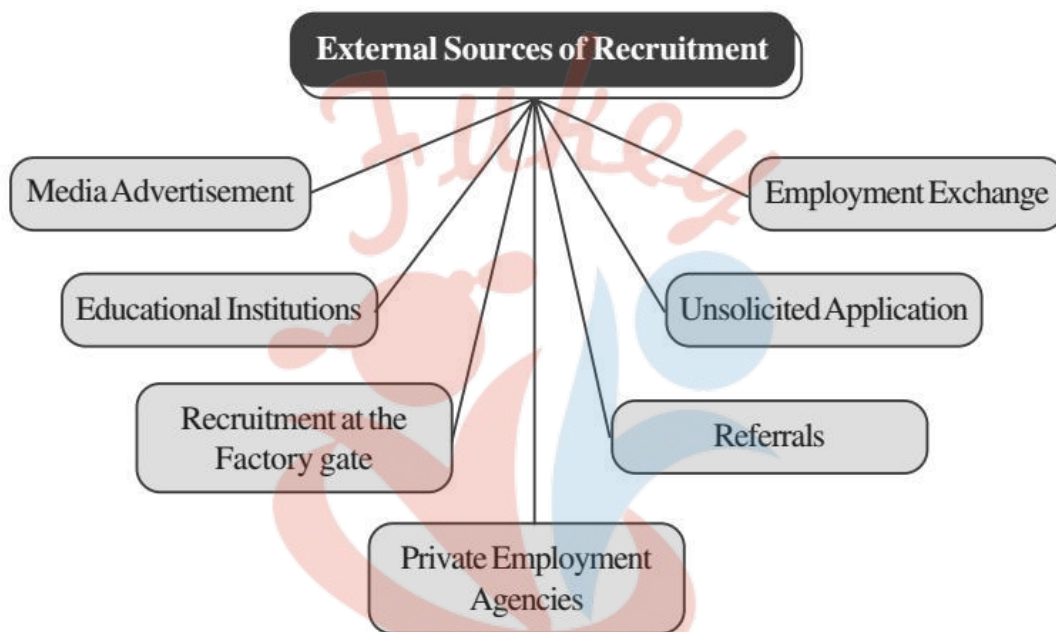 External Sources of Recruitment
Jukey
Media Advertisement
Employment Exchange
Educational Institutions
Unsolicited Application
Recruitment at the
Factory gate
Referrals
Private Employment
Agencies